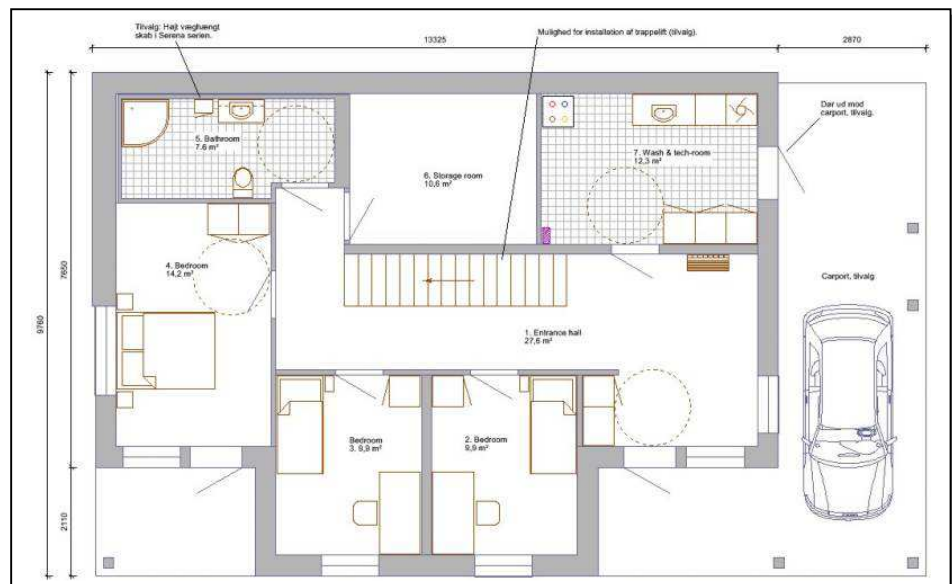 Tilvalg: Højt væghængt
skab i Serena serien.
13325
Mulighed for installation af trappelift (tilvalg).
2870
Dør ud mod
carport, tilvalg.
5. Bathroom
7.6 m²
7. Wash & tech-room
12,3 m²
6. Storage room
10,6 m²
4. Bedroom
14,2 m²
7650
9760
Carport, tilvalg
1. Entrance hall
27,6 m²
Bedroom
3. 9,9 m²
2. Bedroom
9,9 m²
2110